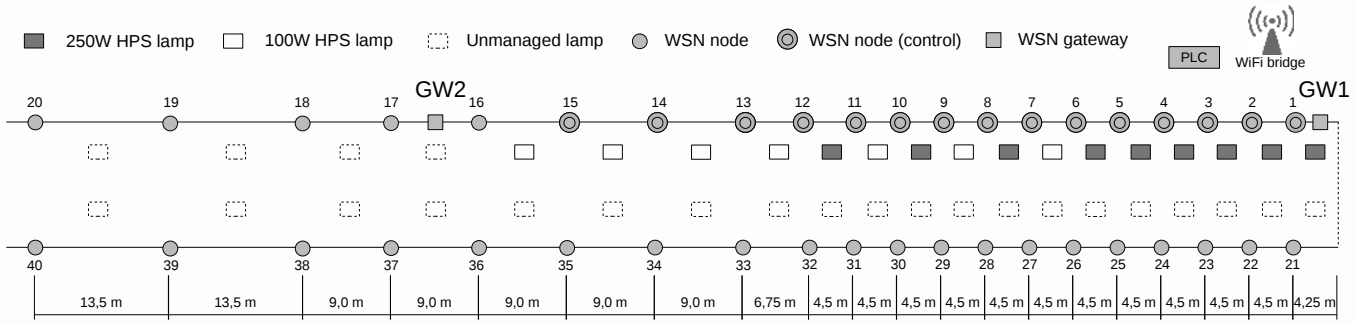 250W HPS lamp 100W HPS lamp Unmanaged lamp WSN node WSN node (control) WSN gateway PLC WiFi bridge
GW2 GW1
20 19 18 17 16 15 14 13 12 11 10 9 8 7 6 5 4 3 2 1
40 39 38 37 36 35 34 33 32 31 30 29 28 27 26 25 24 23 22 21
13,5 m 13,5 m 9,0 m 9,0 m 9,0 m 9,0 m 9,0 m 6,75 m 4,5 m 4,5 m 4,5 m 4,5 m 4,5 m 4,5 m 4,5 m 4,5 m 4,5 m 4,5 m 4,5 m 4,25 m